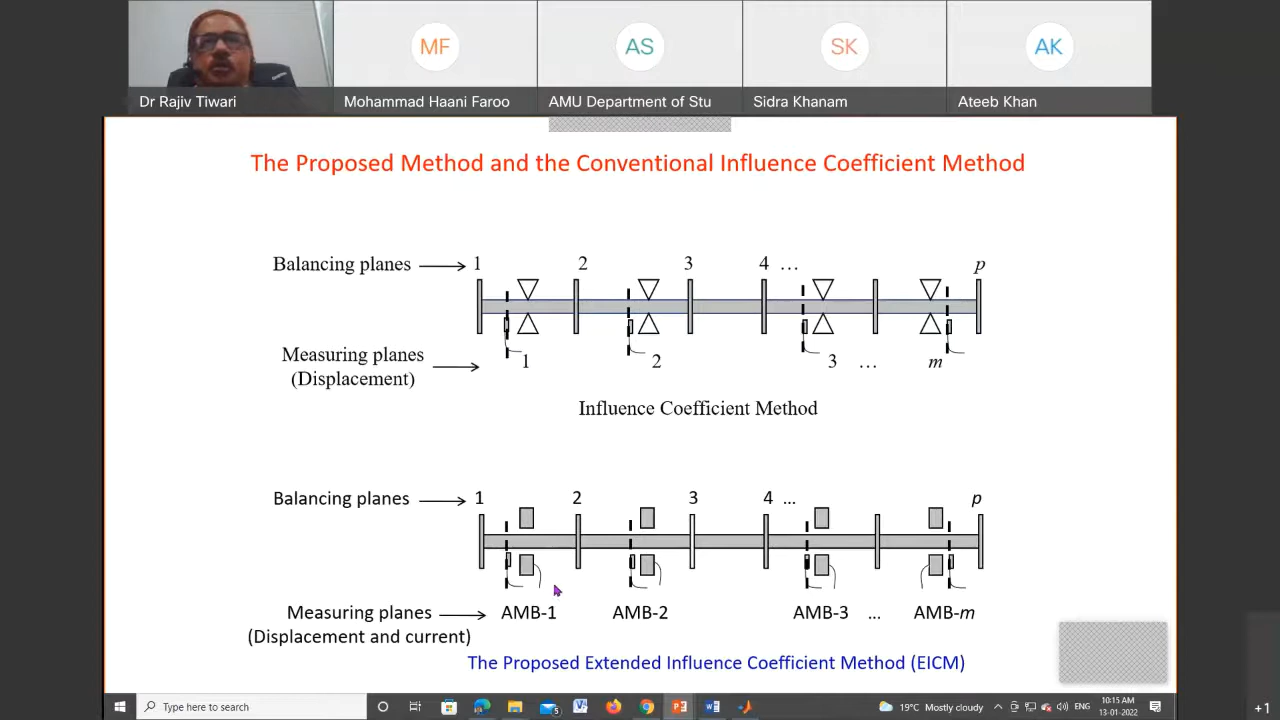 MF
AS
SK
AK
Dr Rajiv Tiwari
Mohammad Haani Faroo
AMU Department of Stu
Sidra Khanam
Ateeb Khan
The Proposed Method and the Conventional Influence Coefficient Method
Balancing planes 1 2 3 4 ... p
Measuring planes
(Displacement)
1 2 3 ... m
Influence Coefficient Method
Balancing planes 1 2 3 4 ... p
Measuring planes AMB-1 AMB-2 AMB-3 ... AMB-m
(Displacement and current)
The Proposed Extended Influence Coefficient Method (EICM)
Type here to search
5
19°C Mostly cloudy
ENG
10:15 AM
13-01-2022
+1